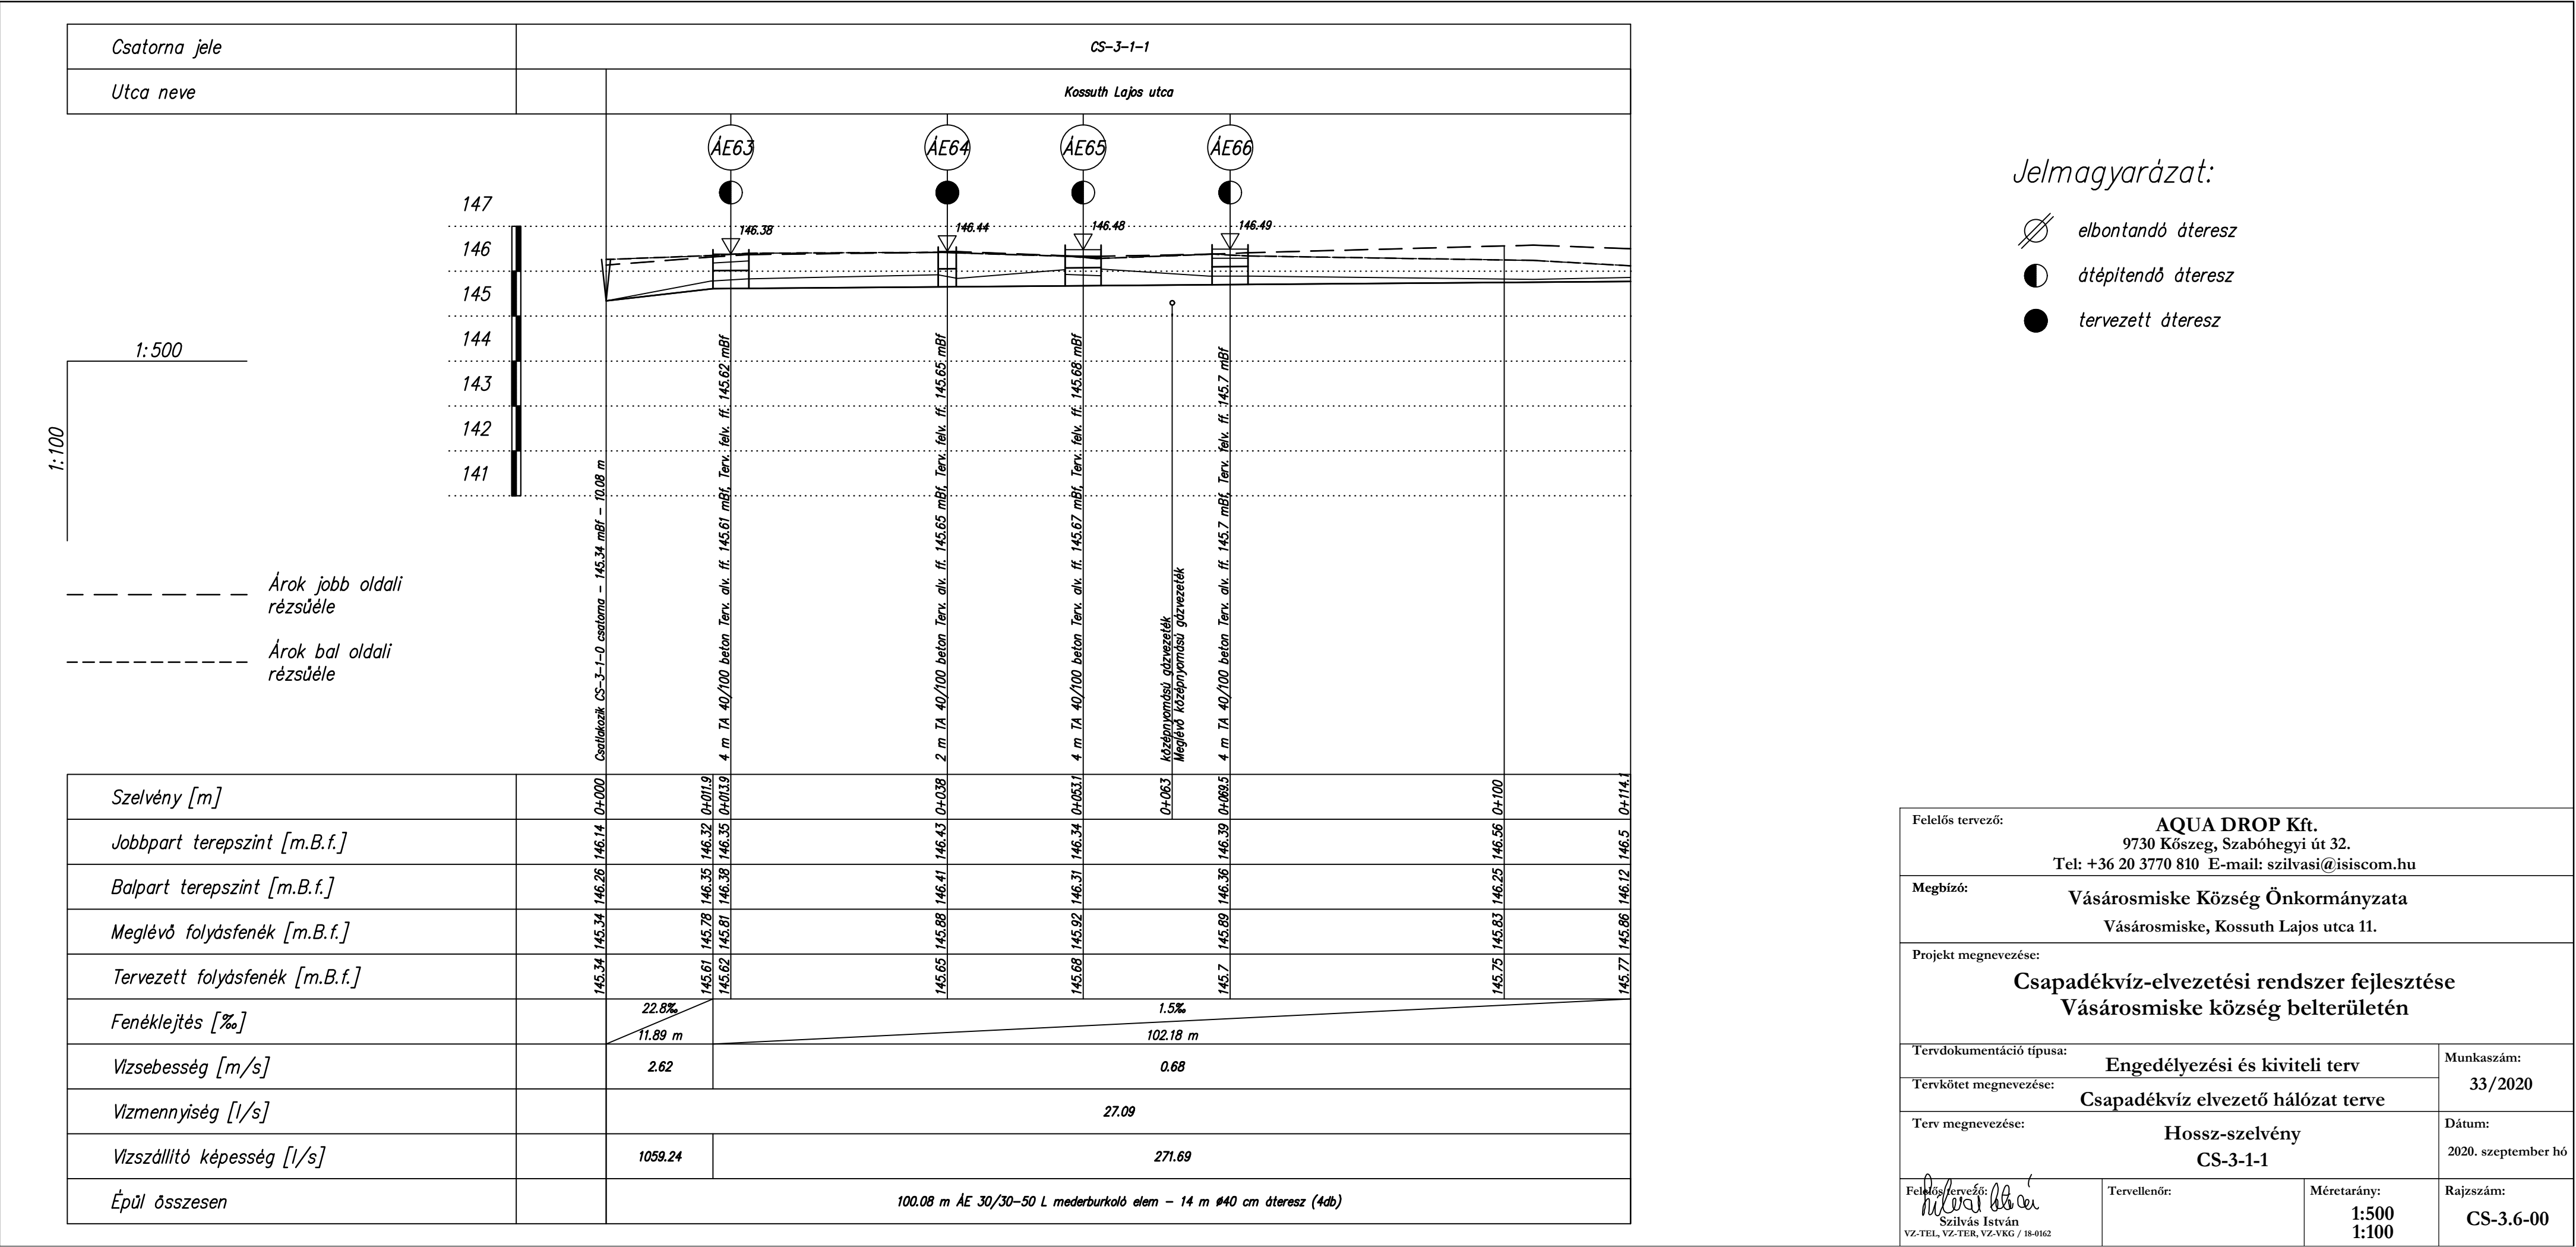 Csatorna jele
CS-3-1-1
Utca neve
Kossuth Lajos utca
ÁE63
ÁE64
ÁE65
ÁE66
146.38
146.44
146.48
146.49
147
146
145
144
143
142
141
1:500
1:100
Árok jobb oldali
rézsűéle
Árok bal oldali
rézsűéle
Csatlakozik CS-3-1-0 csatorna - 145.34 mBf - 10.08 m
4 m TA 40/100 beton Terv. alv. ff. 145.61 mBf, Terv. felv. ff. 145.62 mBf
2 m TA 40/100 beton Terv. alv. ff. 145.65 mBf, Terv. felv. ff. 145.65 mBf
4 m TA 40/100 beton Terv. alv. ff. 145.67 mBf, Terv. felv. ff. 145.68 mBf
középnyomású gázvezeték
Meglévő középnyomású gázvezeték
4 m TA 40/100 beton Terv. alv. ff. 145.7 mBf, Terv. felv. ff. 145.7 mBf
Jelmagyarázat:
elbontandó áteresz
átépítendő áteresz
tervezett áteresz
Szelvény [m]
0+000 0+011.9 0+013.9 0+038 0+053.1 0+063 0+069.5 0+100 0+114.1
Jobbpart terepszint [m.B.f.]
146.14 146.32 146.35 146.43 146.34 146.39 146.56 146.5
Balpart terepszint [m.B.f.]
146.26 146.35 146.38 146.41 146.31 146.36 146.25 146.12
Meglévő folyásfenék [m.B.f.]
145.34 145.78 145.81 145.88 145.92 145.89 145.83 145.86
Tervezett folyásfenék [m.B.f.]
145.34 145.61 145.62 145.65 145.68 145.7 145.75 145.77
Fenéklejtés [‰]
22.8‰ 1.5‰
11.89 m 102.18 m
Vízsebesség [m/s]
2.62 0.68
Vízmennyiség [l/s]
27.09
Vízszállító képesség [l/s]
1059.24 271.69
Épül összesen
100.08 m ÁE 30/30-50 L mederburkoló elem - 14 m ø40 cm áteresz (4db)
Felelős tervező:
AQUA DROP Kft.
9730 Kőszeg, Szabóhegyi út 32.
Tel: +36 20 3770 810 E-mail: szilvasi@isiscom.hu
Megbízó:
Vásárosmiske Község Önkormányzata
Vásárosmiske, Kossuth Lajos utca 11.
Projekt megnevezése:
Csapadékvíz-elvezetési rendszer fejlesztése
Vásárosmiske község belterületén
Tervdokumentáció típusa:
Engedélyezési és kiviteli terv
Tervkötet megnevezése:
Csapadékvíz elvezető hálózat terve
Munkaszám:
33/2020
Terv megnevezése:
Hossz-szelvény
CS-3-1-1
Dátum:
2020. szeptember hó
Felelős tervező:
Szilvás István
VZ-TEL, VZ-TER, VZ-VKG / 18-0162
Tervellenőr:
Méretarány:
1:500
1:100
Rajzszám:
CS-3.6-00